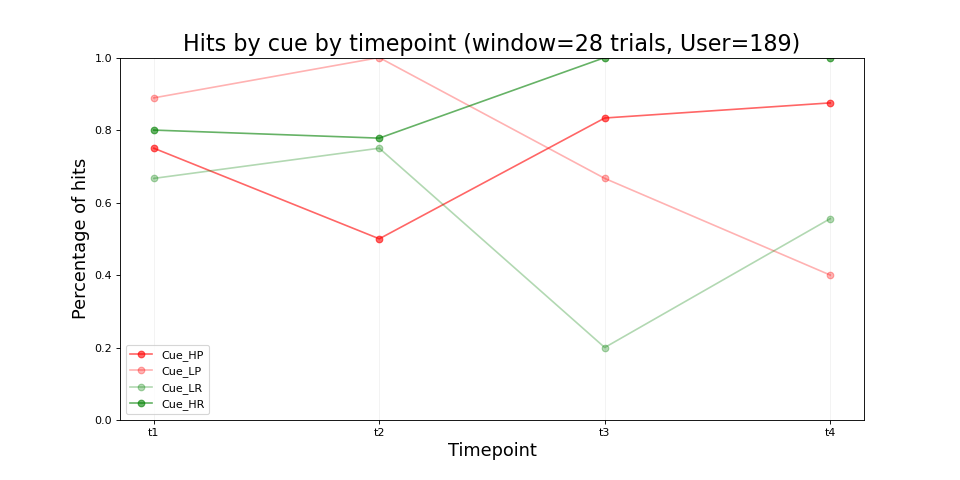 Hits by cue by timepoint (window=28 trials, User=189)
1.0
0.8
0.6
0.4
0.2
0.0
Percentage of hits
Cue_HP
Cue_LP
Cue_LR
Cue_HR
t1 t2 t3 t4
Timepoint